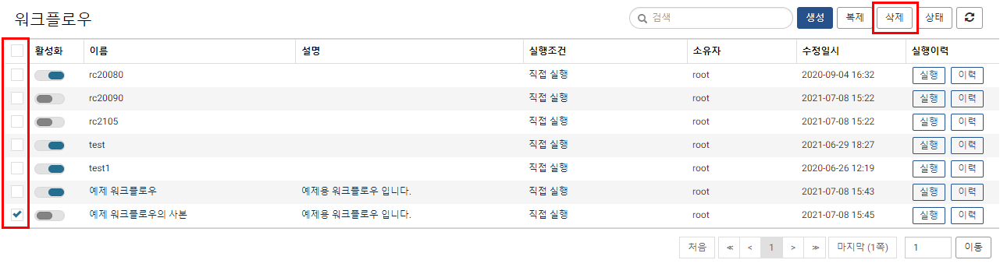 워크플로우
검색 생성 복제 삭제 상태
활성화 이름 설명 실행조건 소유자 수정일시 실행이력
rc20080 직접 실행 root 2020-09-04 16:32 실행 이력
rc20090 직접 실행 root 2021-07-08 15:22 실행 이력
rc2105 직접 실행 root 2021-07-08 15:22 실행 이력
test 직접 실행 root 2021-06-29 18:27 실행 이력
test1 직접 실행 root 2020-06-26 12:19 실행 이력
예제 워크플로우 예제용 워크플로우 입니다. 직접 실행 root 2021-07-08 15:43 실행 이력
예제 워크플로우의 사본 예제용 워크플로우 입니다. 직접 실행 root 2021-07-08 15:45 실행 이력
처음 ≪ < 1 > ≫ 마지막 (1쪽) 1 이동